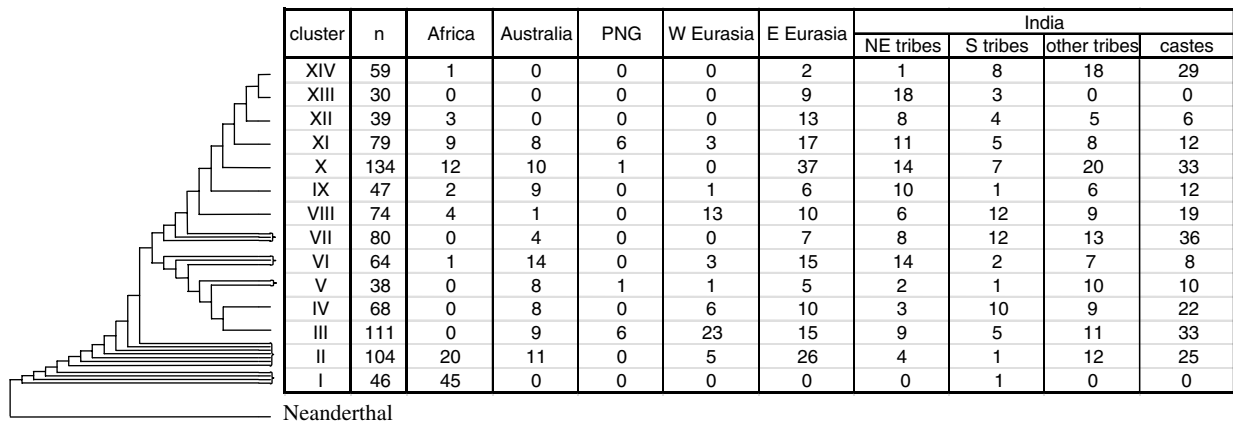 cluster n Africa Australia PNG W Eurasia E Eurasia India
NE tribes S tribes other tribes castes
XIV 59 1 0 0 0 2 1 8 18 29
XIII 30 0 0 0 0 9 18 3 0 0
XII 39 3 0 0 0 13 8 4 5 6
XI 79 9 8 6 3 17 11 5 8 12
X 134 12 10 1 0 37 14 7 20 33
IX 47 2 9 0 1 6 10 1 6 12
VIII 74 4 1 0 13 10 6 12 9 19
VII 80 0 4 0 0 7 8 12 13 36
VI 64 1 14 0 3 15 14 2 7 8
V 38 0 8 1 1 5 2 1 10 10
IV 68 0 8 0 6 10 3 10 9 22
III 111 0 9 6 23 15 9 5 11 33
II 104 20 11 0 5 26 4 1 12 25
I 46 45 0 0 0 0 0 1 0 0
Neanderthal